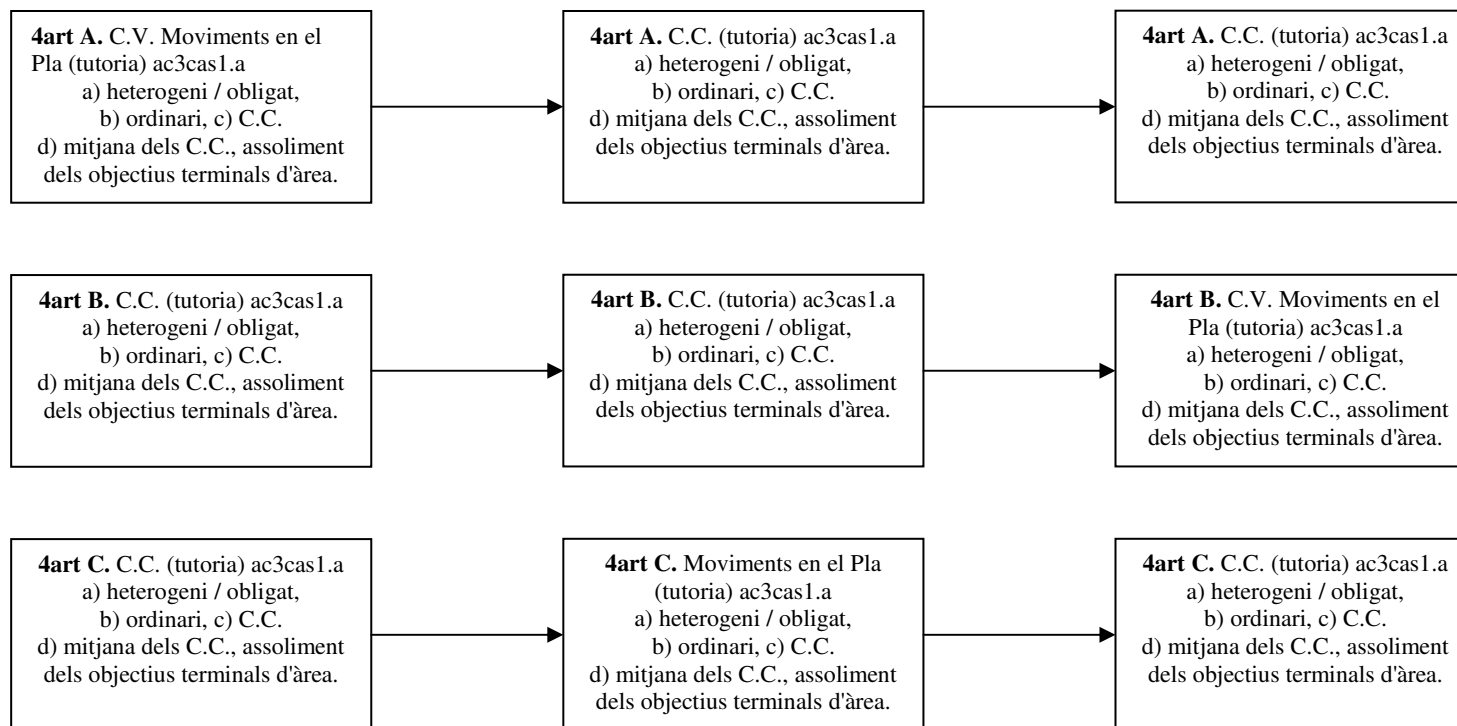 4art A. C.V. Moviments en el
Pla (tutoria) ac3cas1.a
a) heterogeni / obligat,
b) ordinari, c) C.C.
d) mitjana dels C.C., assoliment
dels objectius terminals d'àrea.
4art A. C.C. (tutoria) ac3cas1.a
a) heterogeni / obligat,
b) ordinari, c) C.C.
d) mitjana dels C.C., assoliment
dels objectius terminals d'àrea.
4art A. C.C. (tutoria) ac3cas1.a
a) heterogeni / obligat,
b) ordinari, c) C.C.
d) mitjana dels C.C., assoliment
dels objectius terminals d'àrea.
4art B. C.C. (tutoria) ac3cas1.a
a) heterogeni / obligat,
b) ordinari, c) C.C.
d) mitjana dels C.C., assoliment
dels objectius terminals d'àrea.
4art B. C.C. (tutoria) ac3cas1.a
a) heterogeni / obligat,
b) ordinari, c) C.C.
d) mitjana dels C.C., assoliment
dels objectius terminals d'àrea.
4art B. C.V. Moviments en el
Pla (tutoria) ac3cas1.a
a) heterogeni / obligat,
b) ordinari, c) C.C.
d) mitjana dels C.C., assoliment
dels objectius terminals d'àrea.
4art C. C.C. (tutoria) ac3cas1.a
a) heterogeni / obligat,
b) ordinari, c) C.C.
d) mitjana dels C.C., assoliment
dels objectius terminals d'àrea.
4art C. Moviments en el Pla
(tutoria) ac3cas1.a
a) heterogeni / obligat,
b) ordinari, c) C.C.
d) mitjana dels C.C., assoliment
dels objectius terminals d'àrea.
4art C. C.C. (tutoria) ac3cas1.a
a) heterogeni / obligat,
b) ordinari, c) C.C.
d) mitjana dels C.C., assoliment
dels objectius terminals d'àrea.